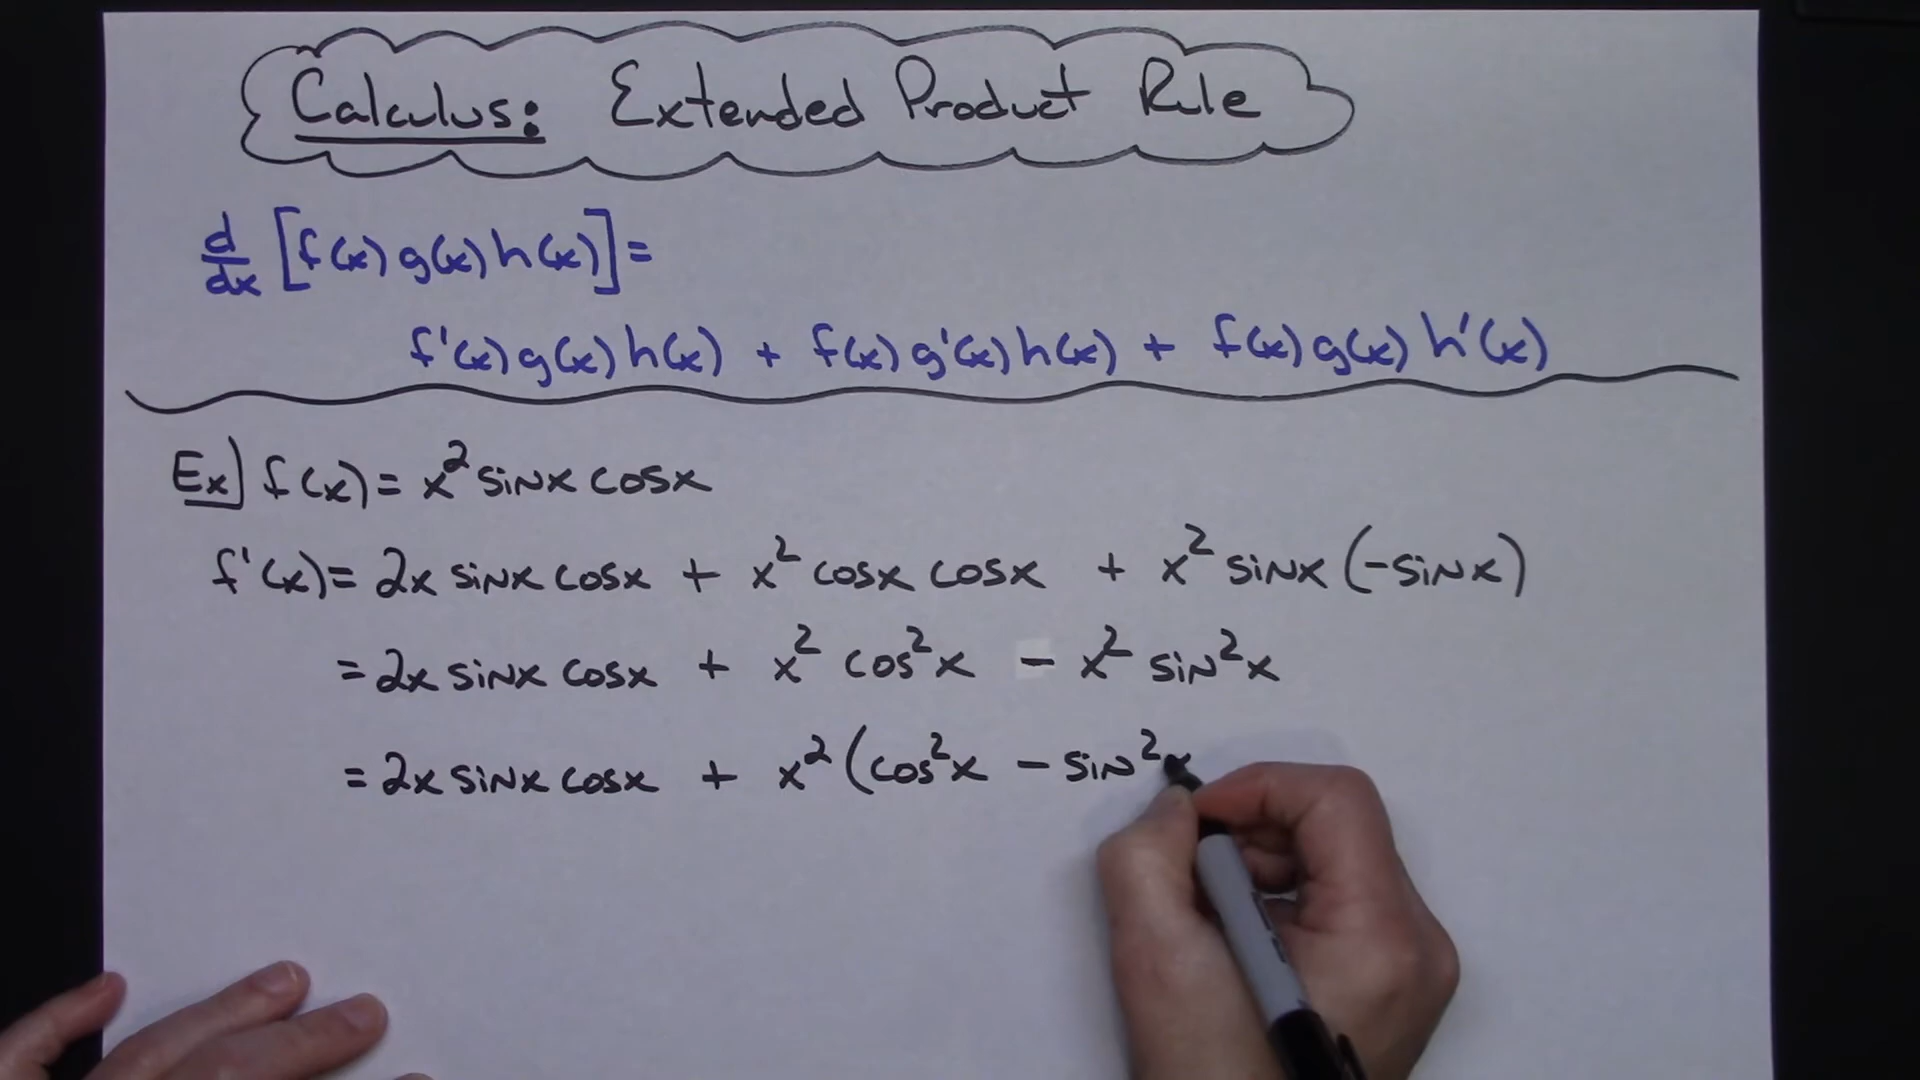 Calculus: Extended Product Rule
d/dx [f(x) g(x) h(x)] =
f'(x) g(x) h(x) + f(x) g'(x) h(x) + f(x) g(x) h'(x)
Ex) f(x) = x² sinx cosx
f'(x) = 2x sinx cosx + x² cosx cosx + x² sinx (-sinx)
= 2x sinx cosx + x² cos²x - x² sin²x
= 2x sinx cosx + x² (cos²x - sin²x